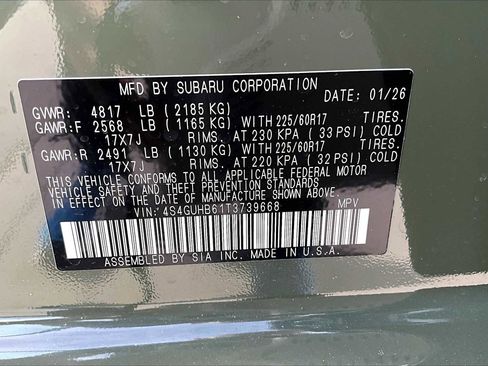 MFD BY SUBARU CORPORATION
DATE: 01/26
GVWR: 4817 LB ( 2185 KG)
GAWR:F 2568 LB ( 1165 KG) WITH 225/60R17 TIRES.
17X7J RIMS. AT 230 KPA ( 33 PSI) COLD
GAWR:R 2491 LB ( 1130 KG) WITH 225/60R17 TIRES.
17X7J RIMS. AT 220 KPA ( 32 PSI) COLD
THIS VEHICLE CONFORMS TO ALL APPLICABLE FEDERAL MOTOR
VEHICLE SAFETY AND THEFT PREVENTION STANDARDS
IN EFFECT ON THE DATE OF MANUFACTURE SHOWN ABOVE.
VIN: 4S4GUHB61T3739668 MPV
ASSEMBLED BY SIA INC. MADE IN U.S.A.